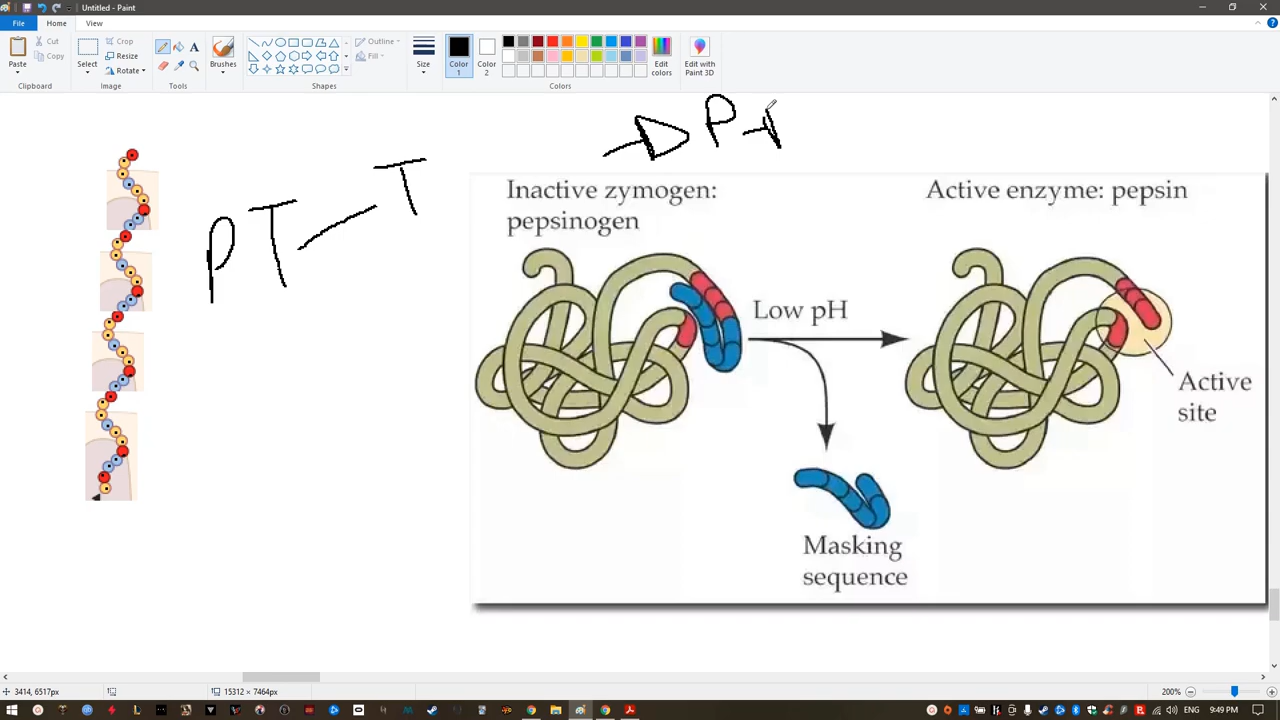 Untitled - Paint
File
Home
View
Paste
Cut
Copy
Clipboard
Select
Crop
Resize
Rotate
Image
A
Tools
Brushes
Outline
Fill
Shapes
Size
Color
1
Color
2
Edit
colors
Colors
Edit with
Paint 3D
PT
T
P
Inactive zymogen:
pepsinogen
Low pH
Masking
sequence
Active enzyme: pepsin
Active
site
3414, 6517px
15312 × 7464px
200%
ENG
9:49 PM